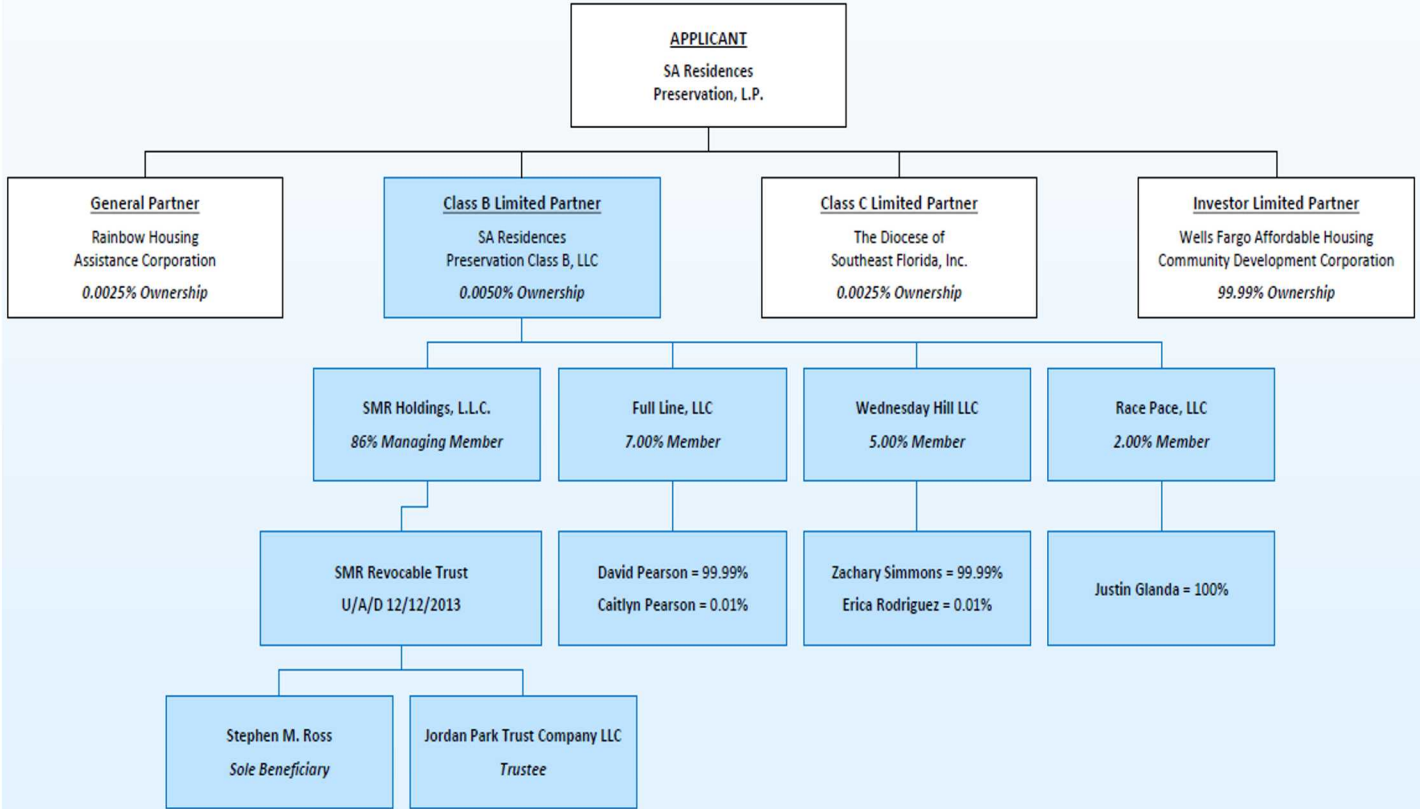 APPLICANT
SA Residences
Preservation, L.P.
General Partner
Rainbow Housing
Assistance Corporation
0.0025% Ownership
Class B Limited Partner
SA Residences
Preservation Class B, LLC
0.0050% Ownership
Class C Limited Partner
The Diocese of
Southeast Florida, Inc.
0.0025% Ownership
Investor Limited Partner
Wells Fargo Affordable Housing
Community Development Corporation
99.99% Ownership
SMR Holdings, L.L.C.
86% Managing Member
Full Line, LLC
7.00% Member
Wednesday Hill LLC
5.00% Member
Race Pace, LLC
2.00% Member
SMR Revocable Trust
U/A/D 12/12/2013
David Pearson = 99.99%
Caitlyn Pearson = 0.01%
Zachary Simmons = 99.99%
Erica Rodriguez = 0.01%
Justin Glanda = 100%
Stephen M. Ross
Sole Beneficiary
Jordan Park Trust Company LLC
Trustee